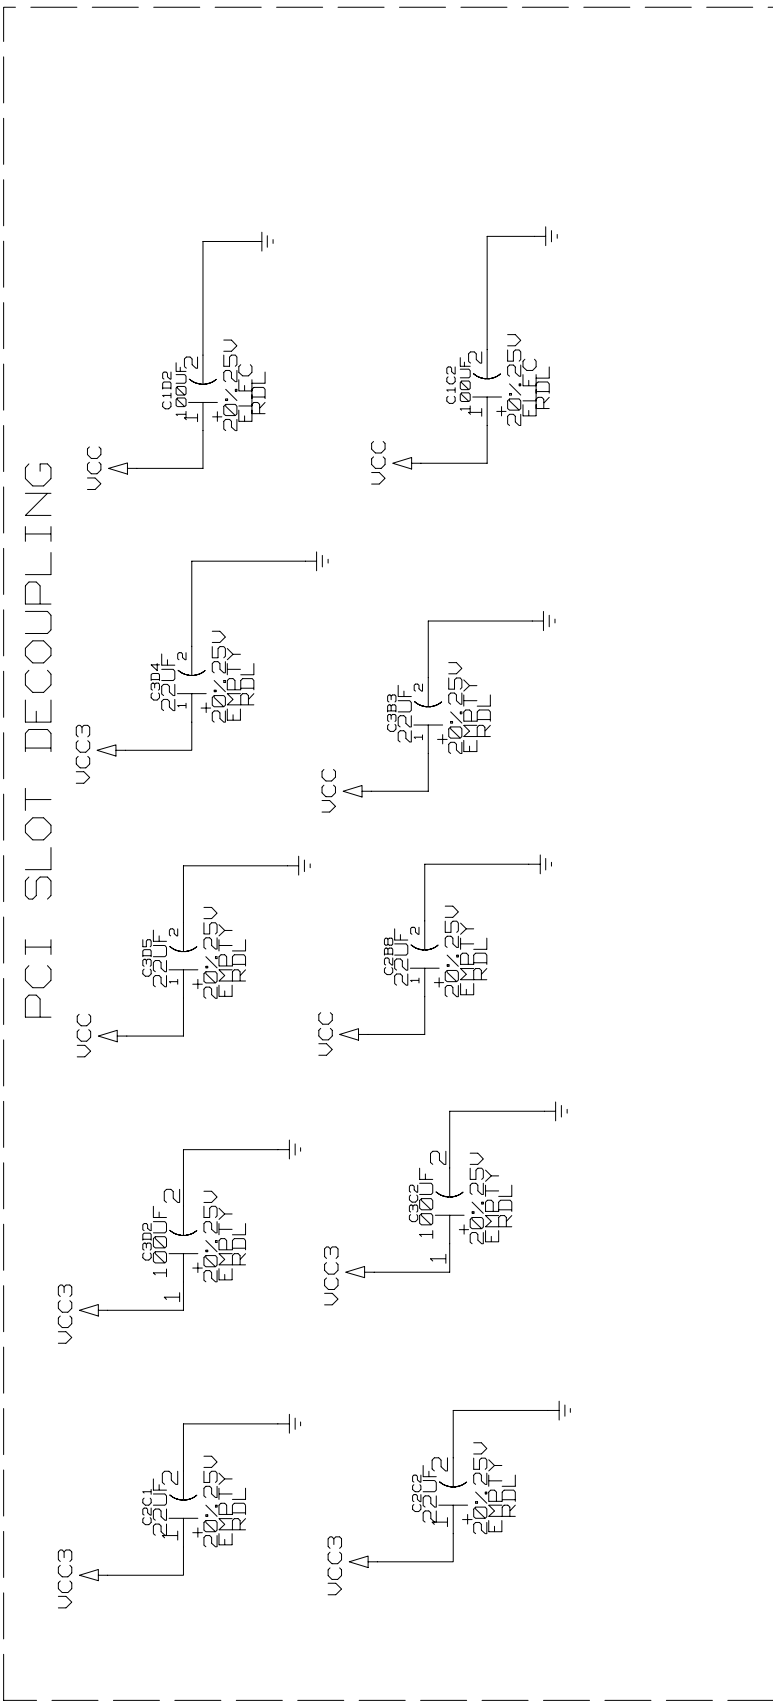 PCI SLOT DECOUPLING
VCC3
C2C1
22UF
1 2
+
20% 25V
EMPTY
RDL
VCC3
C3D2
100UF
1 2
+
20% 25V
EMPTY
RDL
VCC
C3D5
22UF
1 2
+
20% 25V
EMPTY
RDL
VCC3
C3D4
22UF
1 2
+
20% 25V
EMPTY
RDL
VCC
C1D2
100UF
1 2
+
20% 25V
ELEC
RDL
VCC3
C2C2
22UF
1 2
+
20% 25V
EMPTY
RDL
VCC3
C3C2
100UF
1 2
+
20% 25V
EMPTY
RDL
VCC
C2B8
22UF
1 2
+
20% 25V
EMPTY
RDL
VCC
C3B3
22UF
1 2
+
20% 25V
EMPTY
RDL
VCC
C1C2
100UF
1 2
+
20% 25V
ELEC
RDL